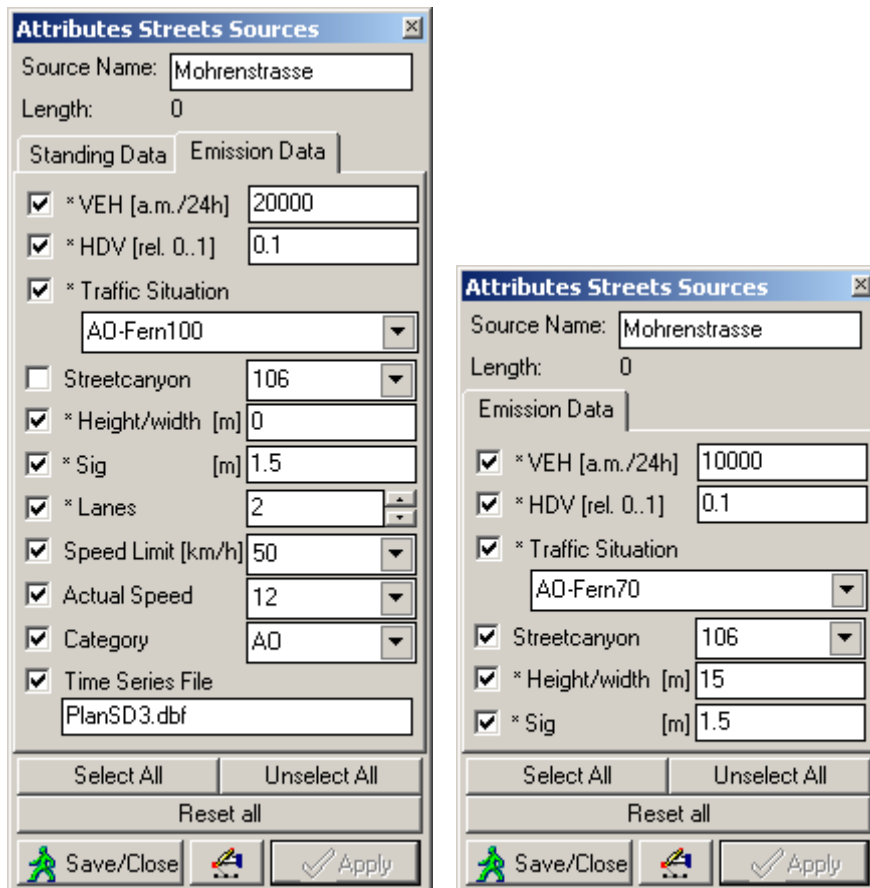 Attributes Streets Sources
Source Name: Mohrenstrasse
Length: 0
Standing Data Emission Data
* VEH [a.m./24h] 20000
* HDV [rel. 0..1] 0.1
* Traffic Situation
AO-Fern100
Streetcanyon 106
* Height/width [m] 0
* Sig [m] 1.5
* Lanes 2
Speed Limit [km/h] 50
Actual Speed 12
Category AO
Time Series File
PlanSD3.dbf
Select All Unselect All
Reset all
Save/Close Apply
Attributes Streets Sources
Source Name: Mohrenstrasse
Length: 0
Emission Data
* VEH [a.m./24h] 10000
* HDV [rel. 0..1] 0.1
* Traffic Situation
AO-Fern70
Streetcanyon 106
* Height/width [m] 15
* Sig [m] 1.5
Select All Unselect All
Reset all
Save/Close Apply